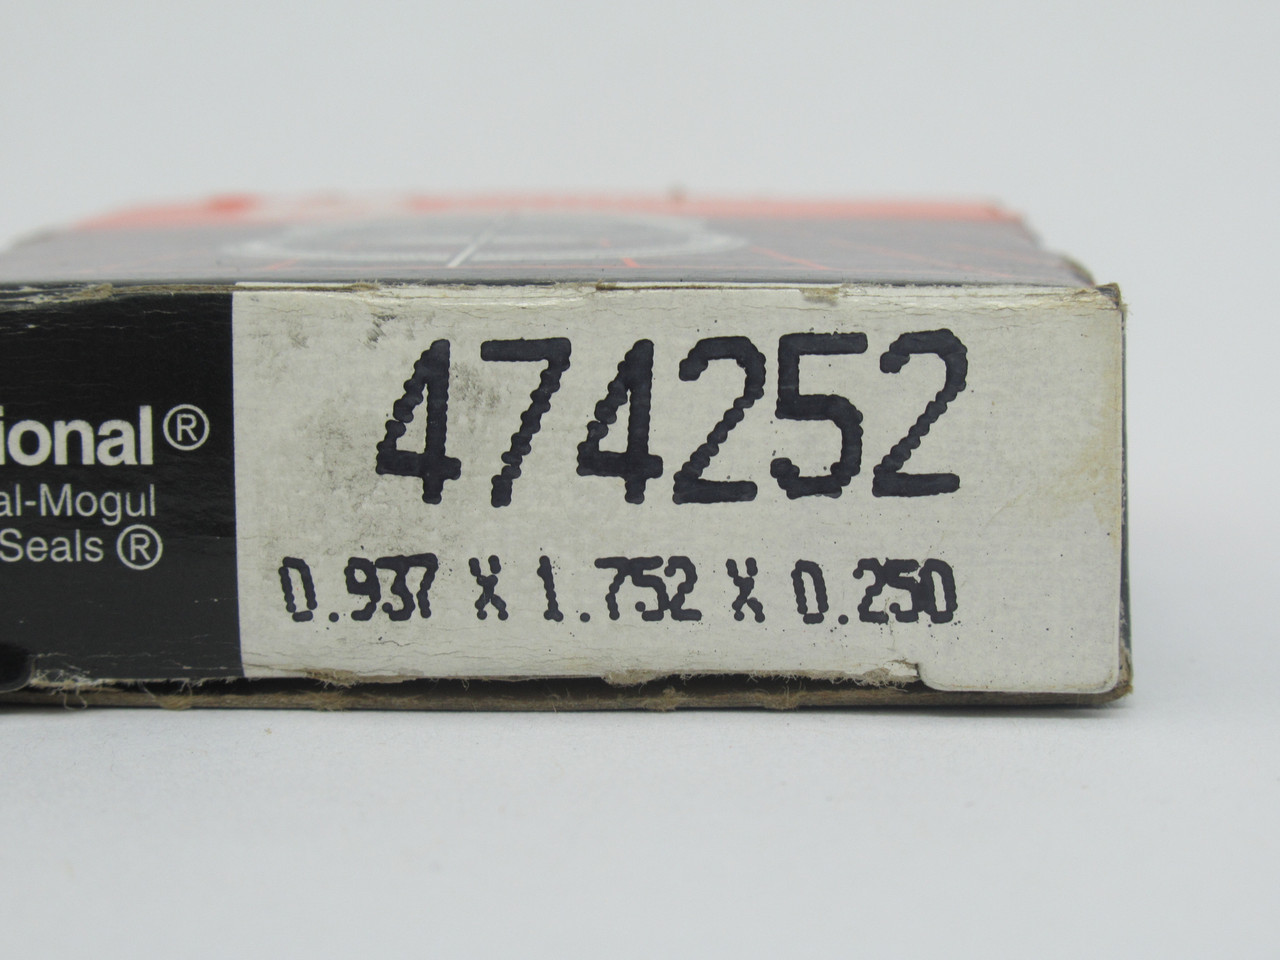 ional®
al-Mogul
Seals ®
474252
0.937 X 1.752 X 0.250